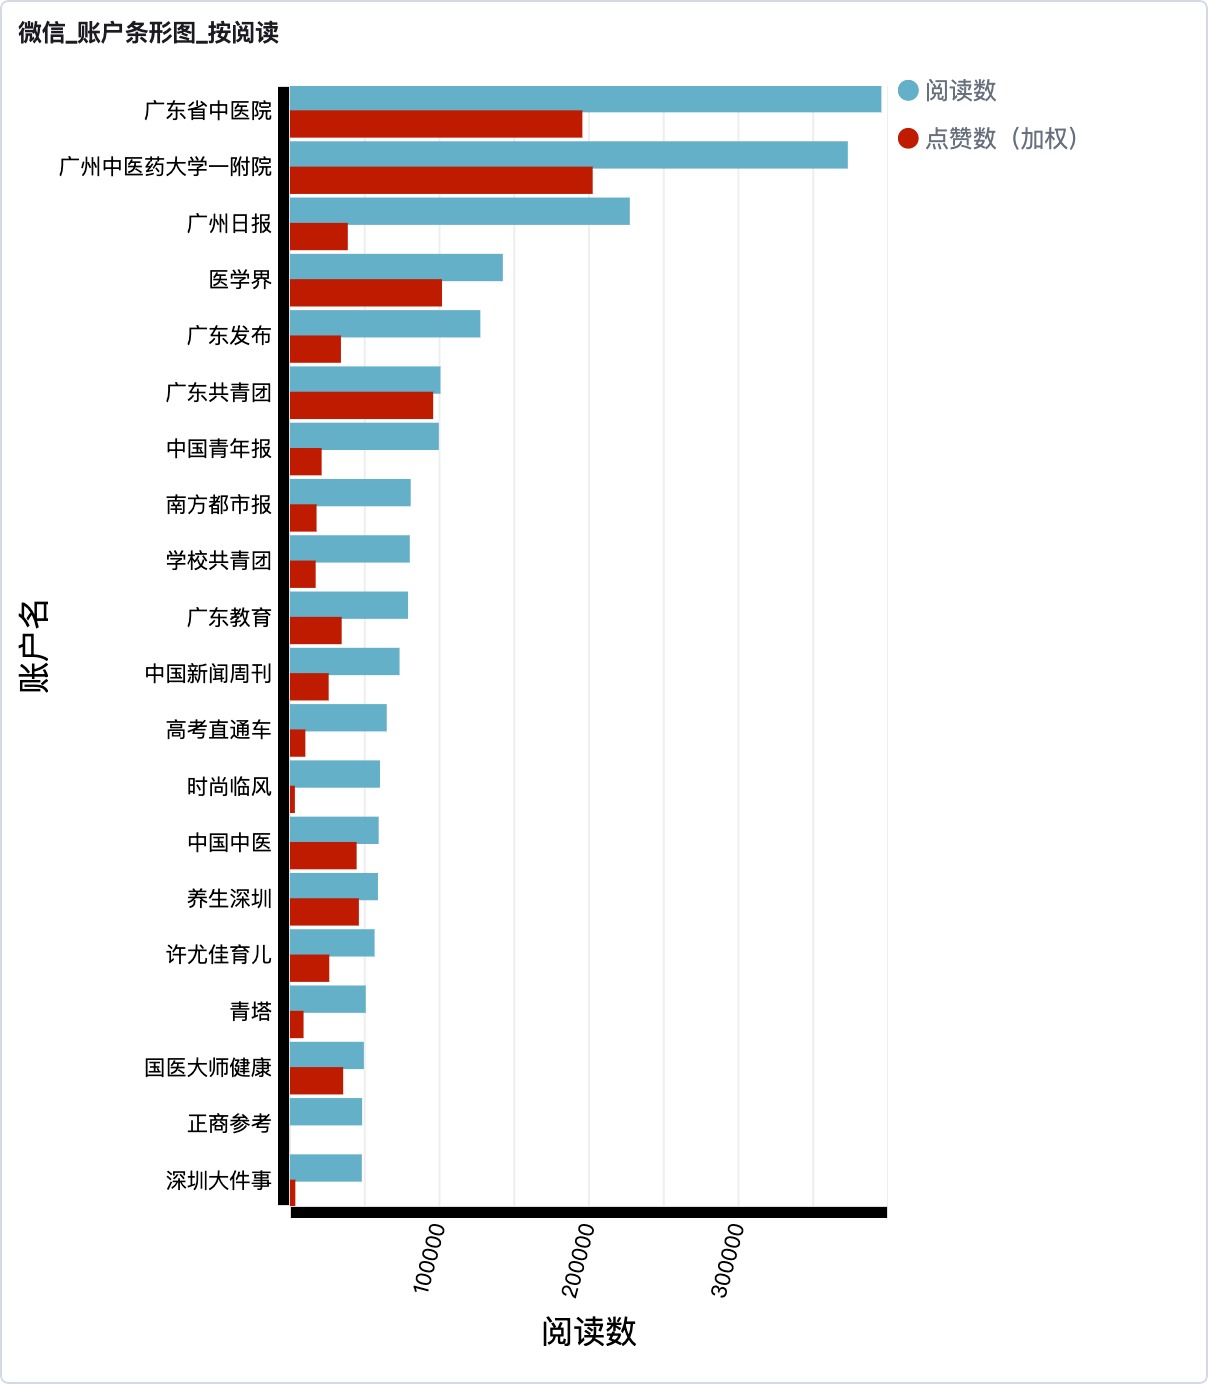 微信_账户条形图_按阅读
阅读数
点赞数（加权）
广东省中医院
广州中医药大学一附院
广州日报
医学界
广东发布
广东共青团
中国青年报
南方都市报
学校共青团
广东教育
中国新闻周刊
高考直通车
时尚临风
中国中医
养生深圳
许尤佳育儿
青塔
国医大师健康
正商参考
深圳大件事
账户名
100000
200000
300000
阅读数